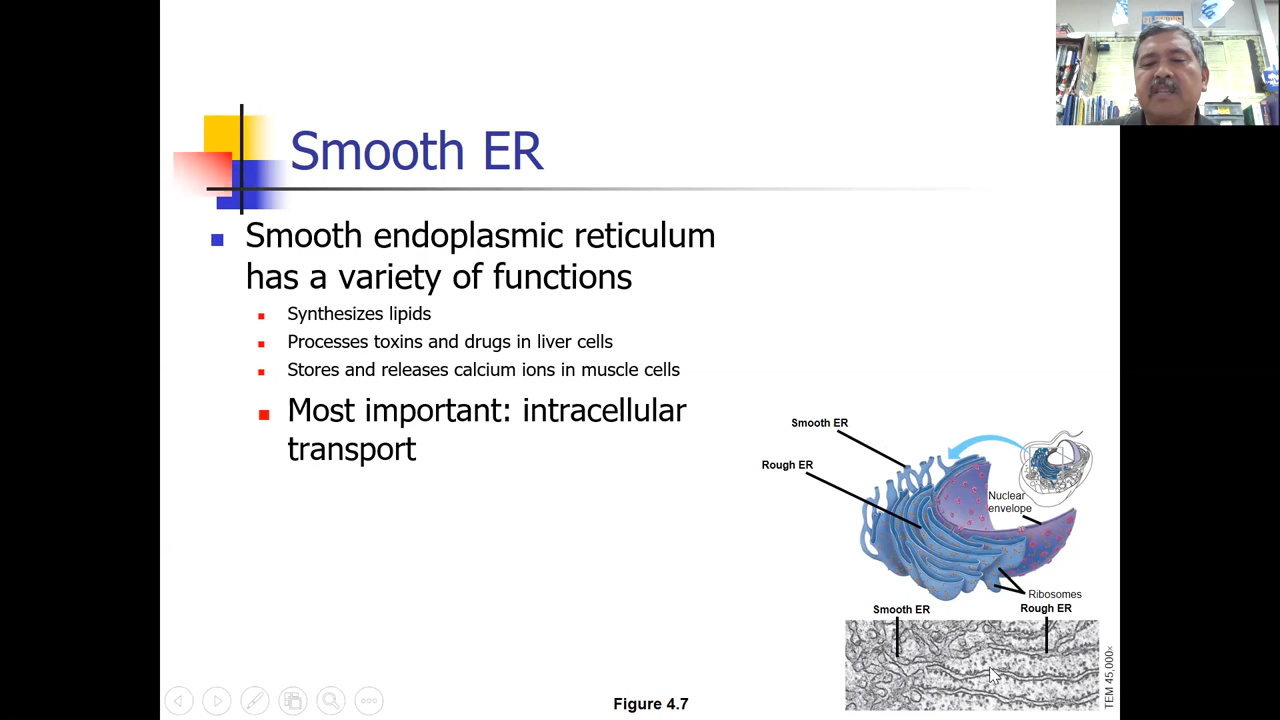 Smooth ER
Smooth endoplasmic reticulum
has a variety of functions
Synthesizes lipids
Processes toxins and drugs in liver cells
Stores and releases calcium ions in muscle cells
Most important: intracellular
transport
Smooth ER
Rough ER
Nuclear
envelope
Ribosomes
Smooth ER
Rough ER
TEM 45,000×
Figure 4.7